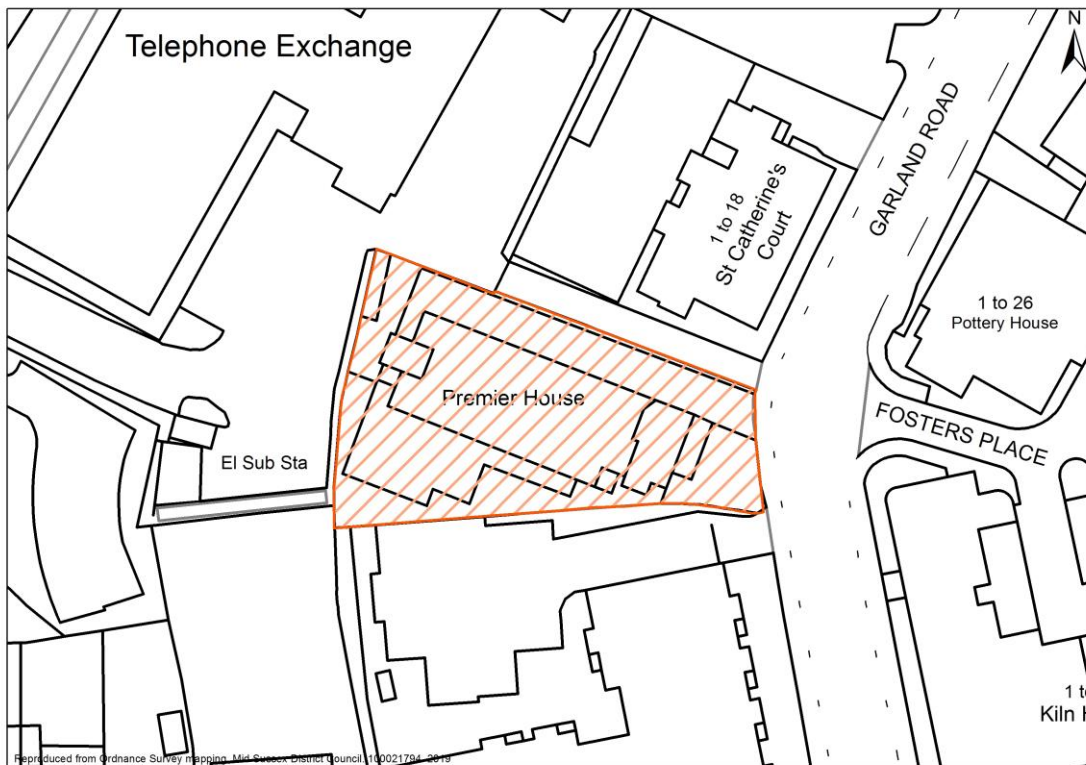 Telephone Exchange
N
GARLAND ROAD
1 to 18
St Catherine's
Court
1 to 26
Pottery House
Premier House
FOSTERS PLACE
El Sub Sta
Kiln H
Reproduced from Ordnance Survey mapping. Mid Sussex District Council. 100021794. 2019